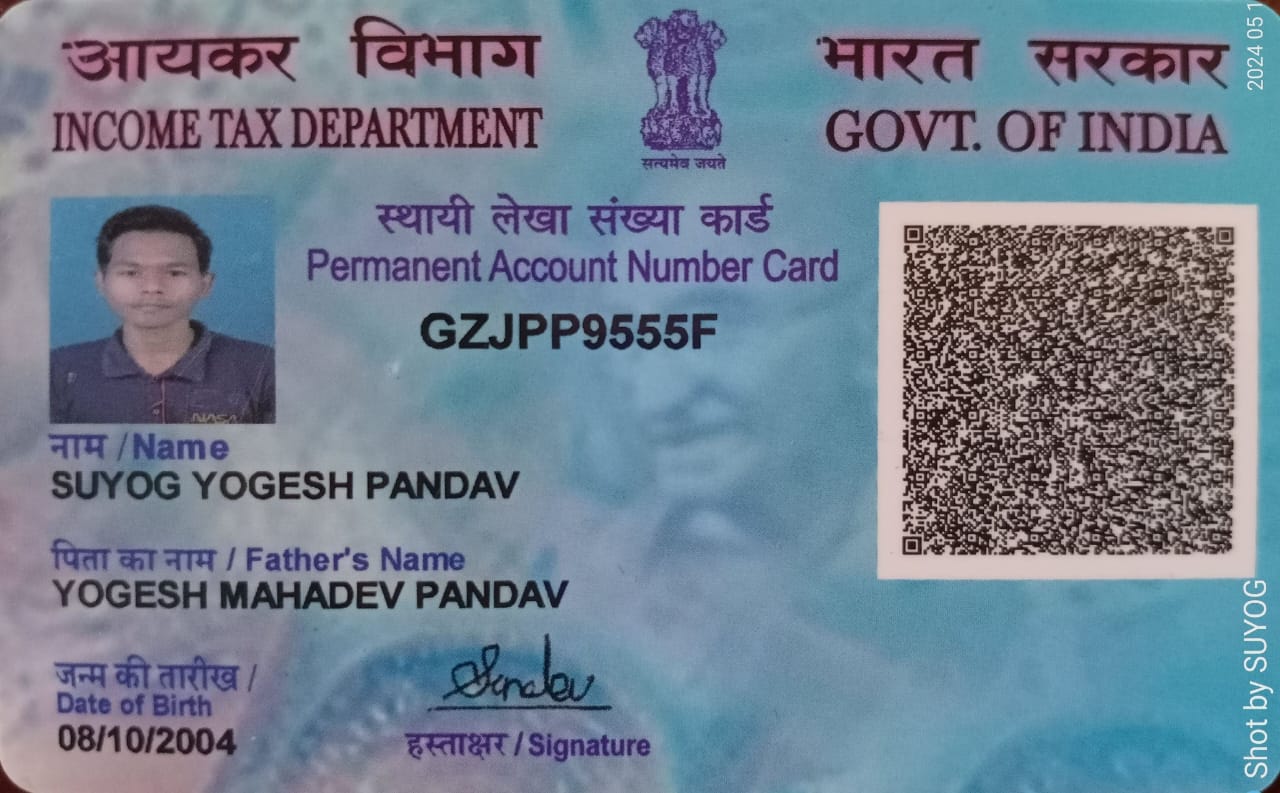 आयकर विभाग
INCOME TAX DEPARTMENT
सत्यमेव जयते
भारत सरकार
GOVT. OF INDIA
स्थायी लेखा संख्या कार्ड
Permanent Account Number Card
GZJPP9555F
NASA
नाम /Name
SUYOG YOGESH PANDAV
पिता का नाम / Father's Name
YOGESH MAHADEV PANDAV
जन्म की तारीख /
Date of Birth
08/10/2004
हस्ताक्षर / Signature
Shot by SUYOG
2024 05 1